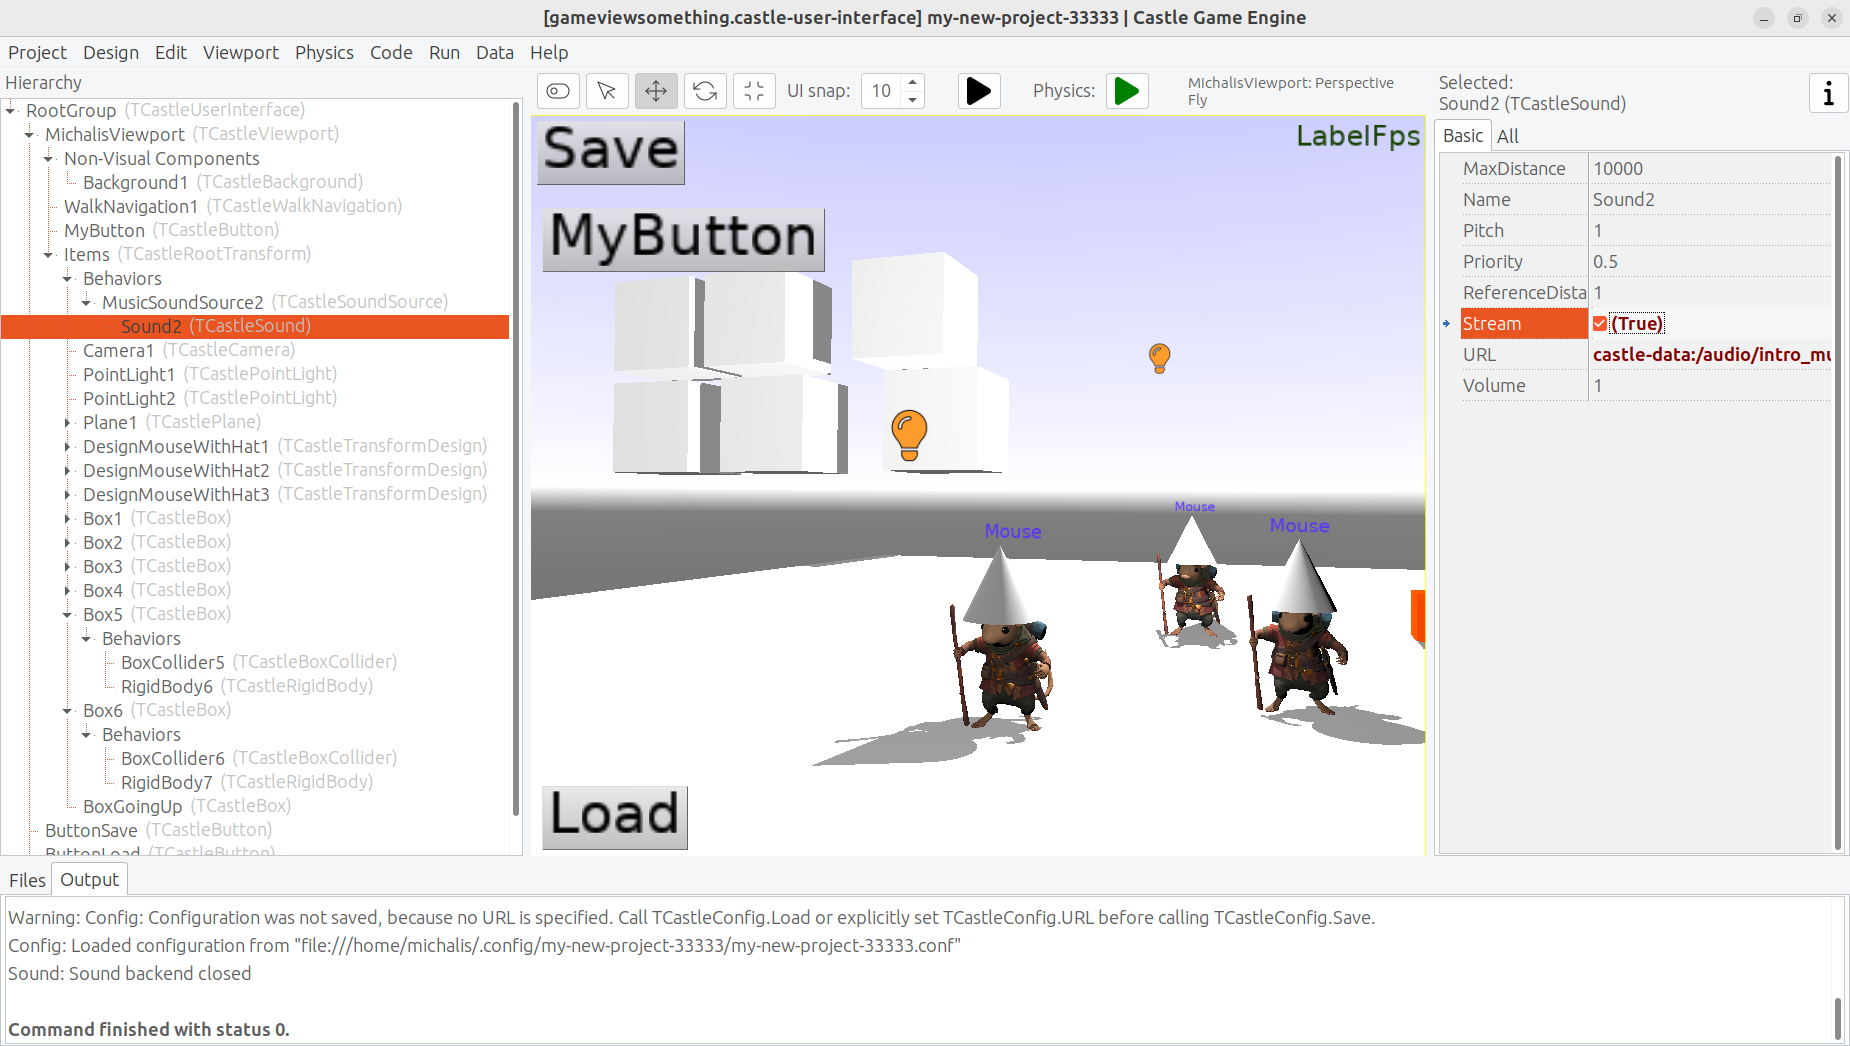 [gameviewsomething.castle-user-interface] my-new-project-33333 | Castle Game Engine
Project Design Edit Viewport Physics Code Run Data Help
Hierarchy
RootGroup (TCastleUserInterface)
MichalisViewport (TCastleViewport)
Non-Visual Components
Background1 (TCastleBackground)
WalkNavigation1 (TCastleWalkNavigation)
MyButton (TCastleButton)
Items (TCastleRootTransform)
Behaviors
MusicSoundSource2 (TCastleSoundSource)
Sound2 (TCastleSound)
Camera1 (TCastleCamera)
PointLight1 (TCastlePointLight)
PointLight2 (TCastlePointLight)
Plane1 (TCastlePlane)
DesignMouseWithHat1 (TCastleTransformDesign)
DesignMouseWithHat2 (TCastleTransformDesign)
DesignMouseWithHat3 (TCastleTransformDesign)
Box1 (TCastleBox)
Box2 (TCastleBox)
Box3 (TCastleBox)
Box4 (TCastleBox)
Box5 (TCastleBox)
Behaviors
BoxCollider5 (TCastleBoxCollider)
RigidBody6 (TCastleRigidBody)
Box6 (TCastleBox)
Behaviors
BoxCollider6 (TCastleBoxCollider)
RigidBody7 (TCastleRigidBody)
BoxGoingUp (TCastleBox)
ButtonSave (TCastleButton)
ButtonLoad (TCastleButton)
UI snap: 10
Physics:
MichalisViewport: Perspective
Fly
Save
LabelFps
MyButton
Mouse
Mouse
Mouse
Load
Selected:
Sound2 (TCastleSound)
Basic All
MaxDistance 10000
Name Sound2
Pitch 1
Priority 0.5
ReferenceDista 1
Stream (True)
URL castle-data:/audio/intro_mu
Volume 1
Files Output
Warning: Config: Configuration was not saved, because no URL is specified. Call TCastleConfig.Load or explicitly set TCastleConfig.URL before calling TCastleConfig.Save.
Config: Loaded configuration from "file:///home/michalis/.config/my-new-project-33333/my-new-project-33333.conf"
Sound: Sound backend closed
Command finished with status 0.